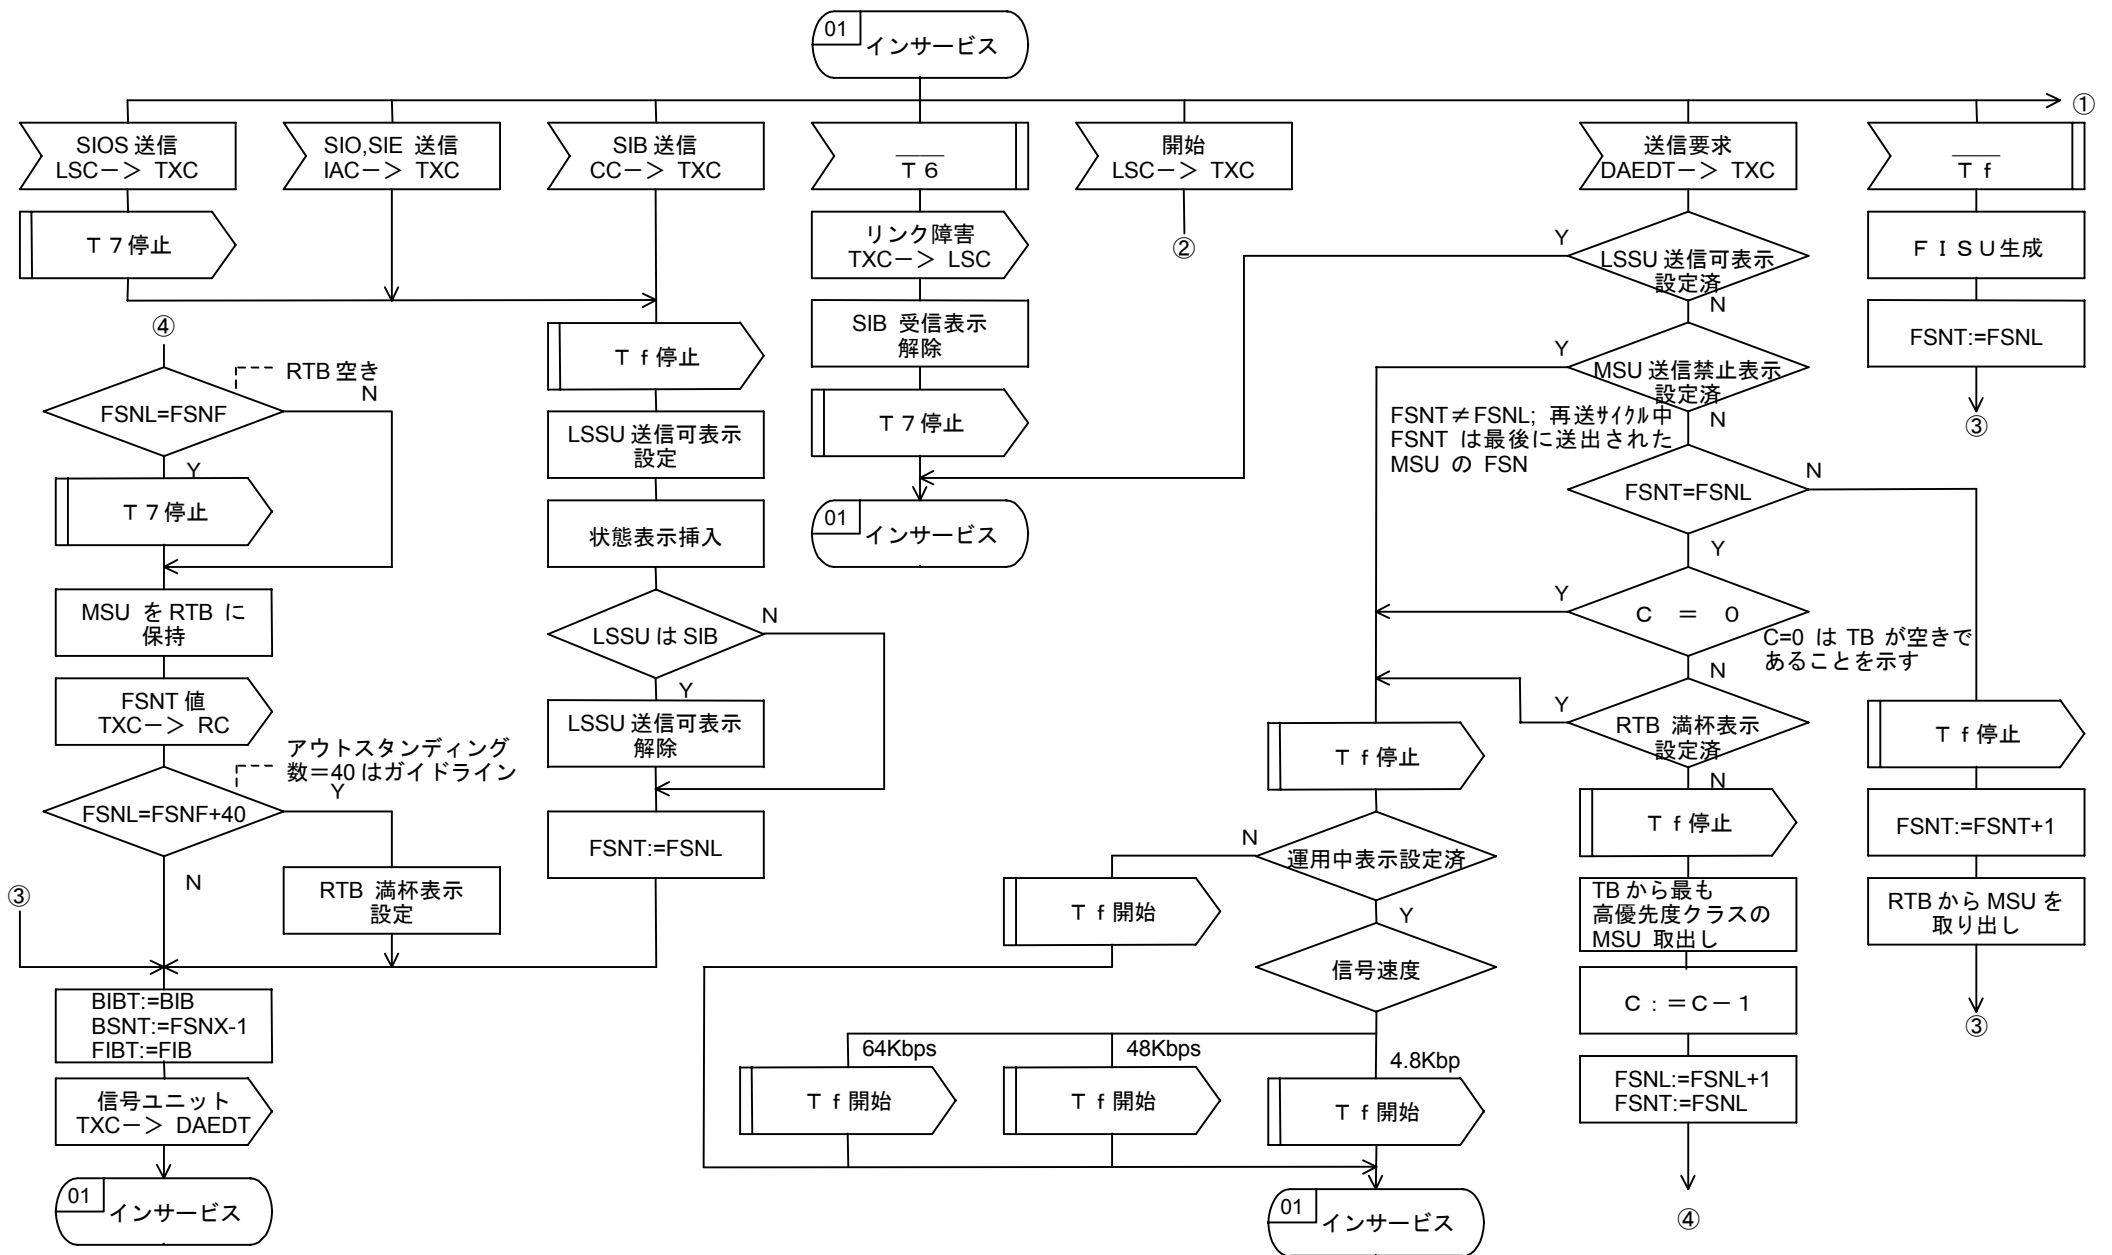 01
インサービス
①
SIOS 送信
LSC－> TXC
SIO,SIE 送信
IAC－> TXC
SIB 送信
CC－> TXC
Ｔ６
開始
LSC－> TXC
送信要求
DAEDT－> TXC
Ｔｆ
Ｔ７停止
リンク障害
TXC－> LSC
②
Y
LSSU 送信可表示
設定済
N
ＦＩＳＵ生成
④
SIB 受信表示
解除
FSNT:=FSNL
Ｔｆ停止
RTB 空き
N
FSNL=FSNF
Y
Y
MSU 送信禁止表示
設定済
N
③
LSSU 送信可表示
設定
Ｔ７停止
FSNT≠FSNL; 再送ｻｲｸﾙ中
FSNT は最後に送出された
MSU の FSN
FSNT=FSNL
N
Y
Ｔ７停止
状態表示挿入
01
インサービス
MSU を RTB に
保持
LSSU は SIB
N
Y
Y
Ｃ ＝ ０
C=0 は TB が空きで
あることを示す
N
FSNT 値
TXC－> RC
LSSU 送信可表示
解除
Y
RTB 満杯表示
設定済
N
Ｔｆ停止
Ｔｆ停止
アウトスタンディング
数＝40 はガイドライン
Y
FSNL=FSNF+40
N
FSNT:=FSNL
N
運用中表示設定済
Y
Ｔｆ停止
FSNT:=FSNT+1
③
RTB 満杯表示
設定
Ｔｆ開始
TB から最も
高優先度クラスの
MSU 取出し
RTB から MSU を
取り出し
信号速度
BIBT:=BIB
BSNT:=FSNX-1
FIBT:=FIB
Ｃ：＝Ｃ－１
③
64Kbps
48Kbps
4.8Kbp
信号ユニット
TXC－> DAEDT
Ｔｆ開始
Ｔｆ開始
Ｔｆ開始
FSNL:=FSNL+1
FSNT:=FSNL
01
インサービス
01
インサービス
④